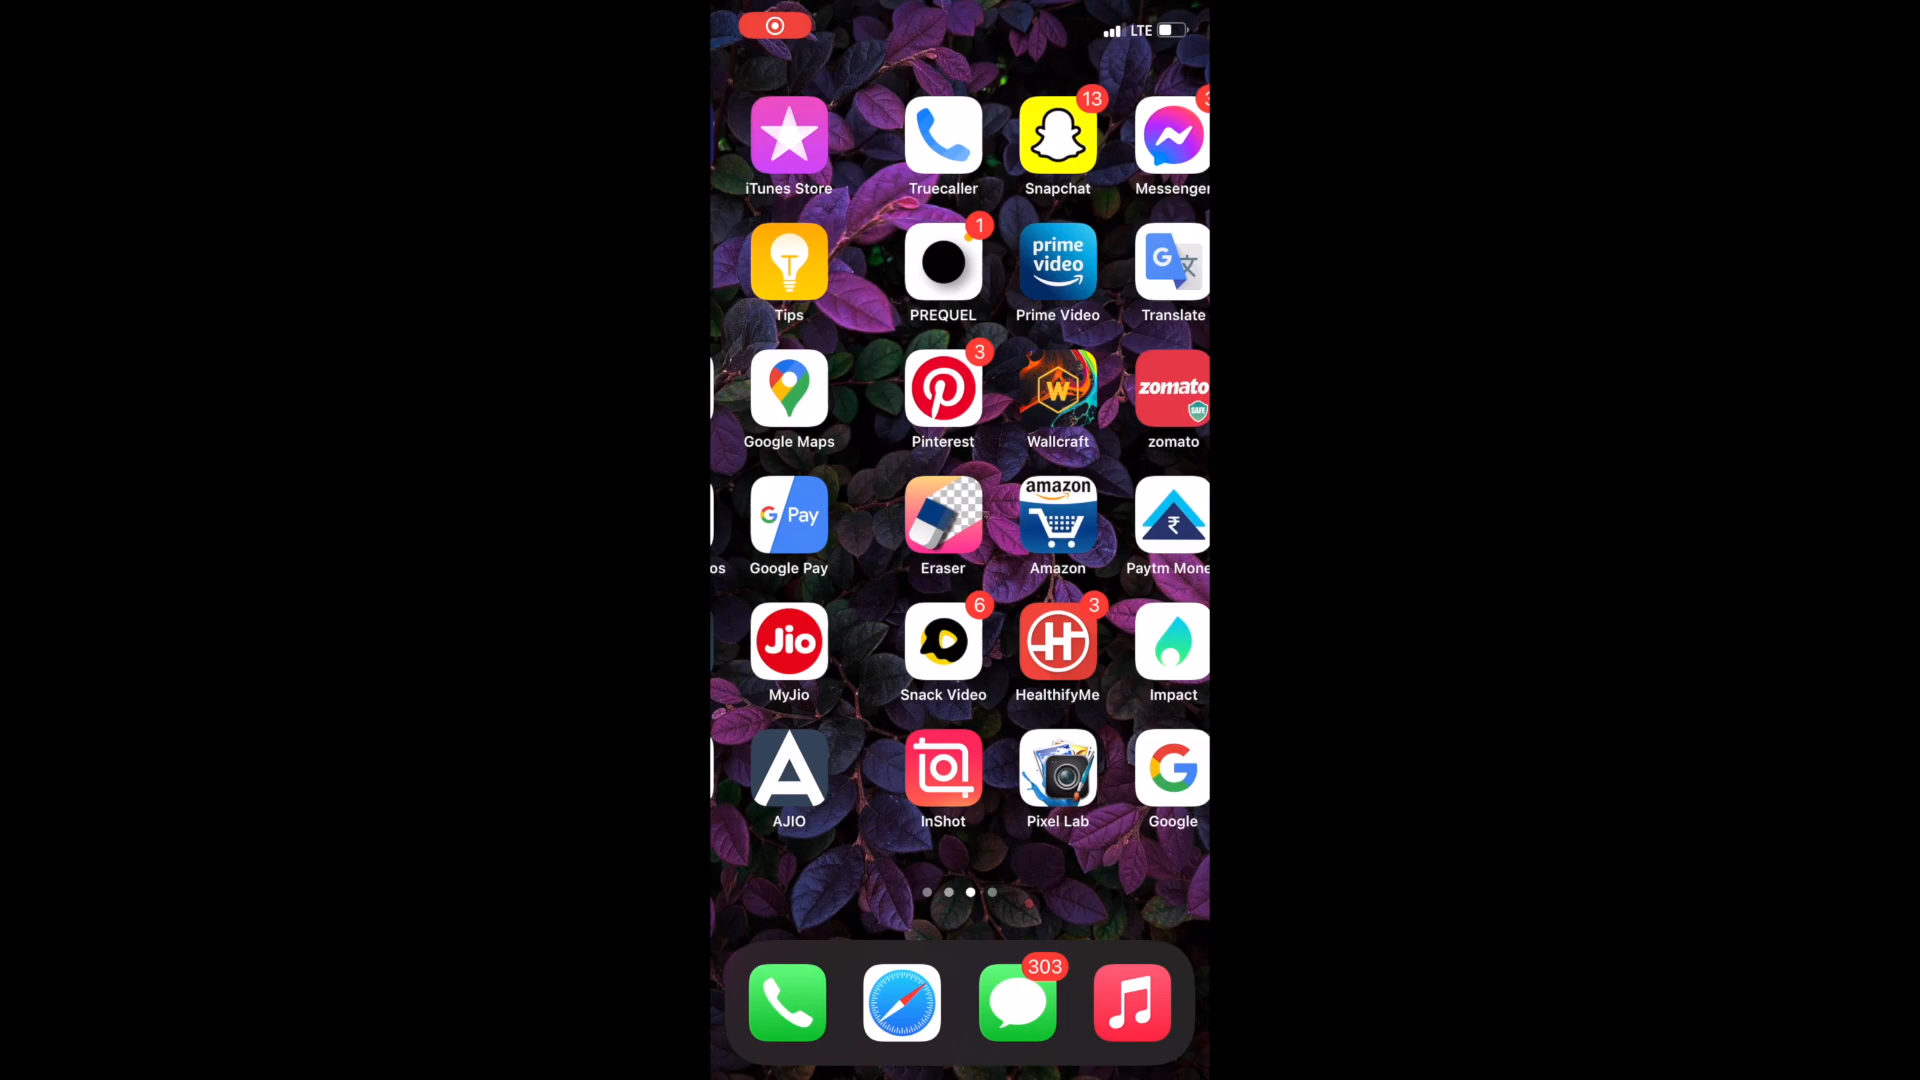 LTE
13
3
iTunes Store
Truecaller
Snapchat
Messenger
1
prime
video
G
Tips
PREQUEL
Prime Video
Translate
3
W
zomato
SAFE
Google Maps
Pinterest
Wallcraft
zomato
G Pay
amazon
₹
os
Google Pay
Eraser
Amazon
Paytm Mone
6
3
Jio
H
MyJio
Snack Video
HealthifyMe
Impact
A
G
AJIO
InShot
Pixel Lab
Google
303